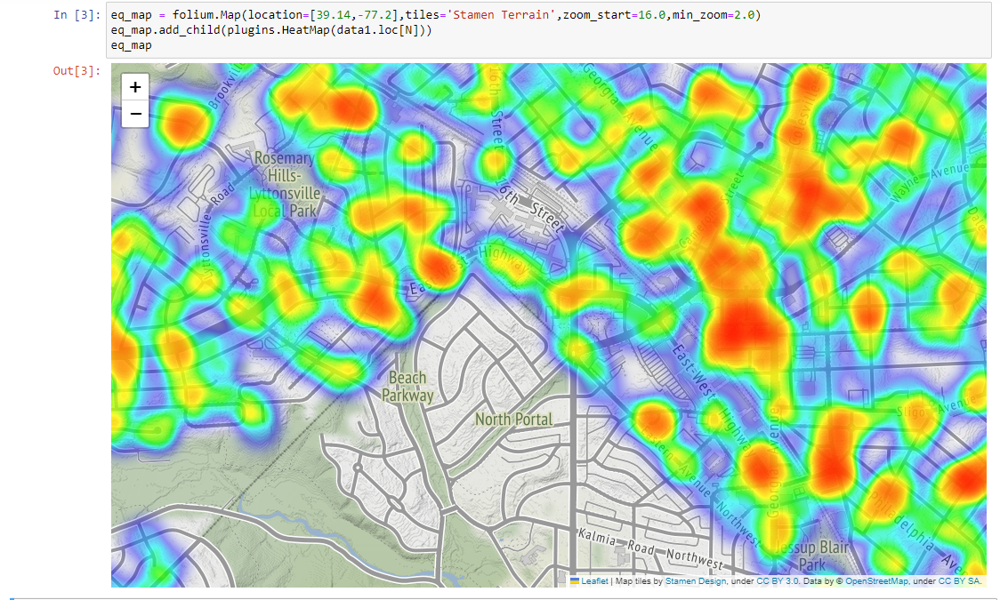 In [3]:
eq_map = folium.Map(location=[39.14,-77.2],tiles='Stamen Terrain',zoom_start=16.0,min_zoom=2.0)
eq_map.add_child(plugins.HeatMap(data1.loc[N]))
eq_map
Out[3]:
+
−
16th Street
Georgia Avenue
Rosemary
Hills-
Lyttonsville
Local Park
Lyttonsville Road
16th Street
Street
Wayne Avenue
Highway
Beach
Parkway
North Portal
East-West Highway
Georgia Avenue
Sligo Avenue
Avenue Northwest
Philadelphia Ave
Kalmia Road Northwest
Jessup Blair
Park
Leaflet | Map tiles by Stamen Design, under CC BY 3.0. Data by © OpenStreetMap, under CC BY SA.